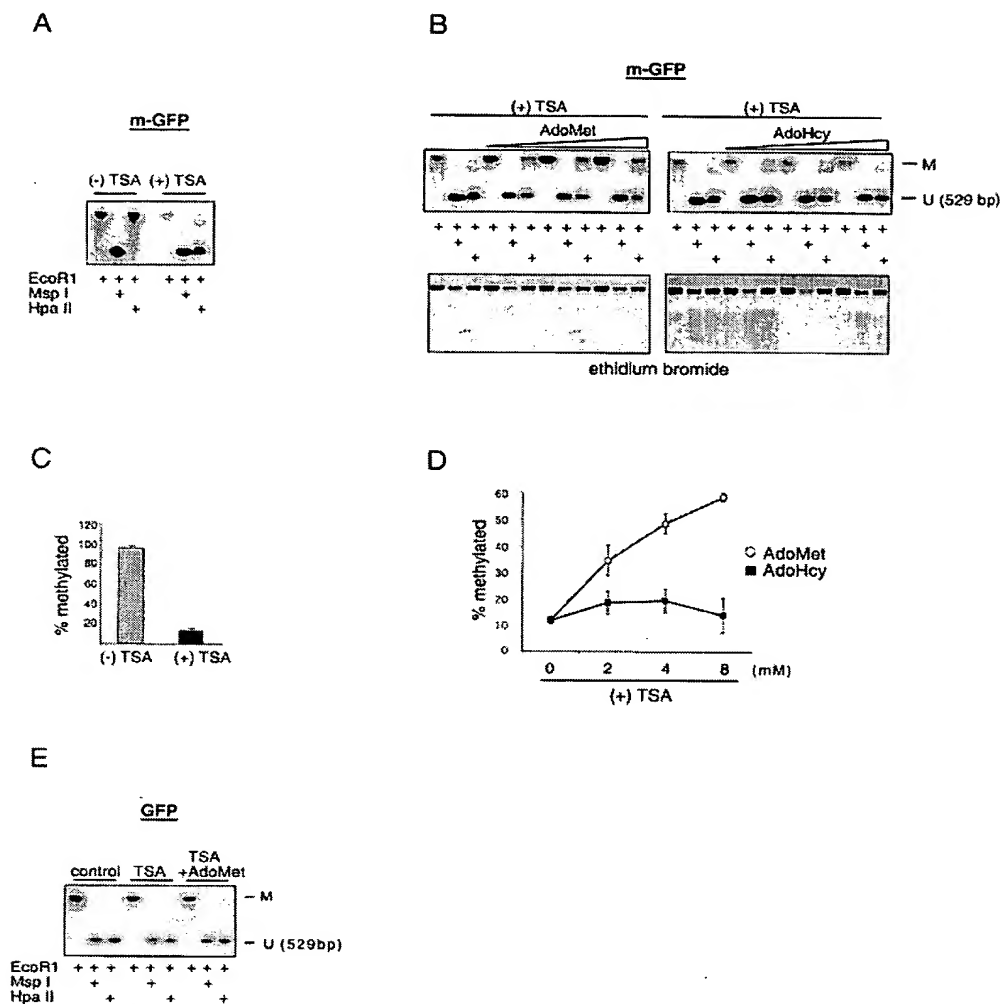 A
m-GFP
(-) TSA (+) TSA
EcoR1 + + + + + +
Msp I + +
Hpa II + +
B
m-GFP
(+) TSA (+) TSA
AdoMet AdoHcy
M
U (529 bp)
+ + + + + + + + + + + + + + + + + + + + + + + +
+ + + + + + + +
+ + + + + + + +
ethidium bromide
C
% methylated
120
100
80
60
40
20
(-) TSA (+) TSA
D
% methylated
60
50
40
30
20
10
0
AdoMet
AdoHcy
0 2 4 8 (mM)
(+) TSA
E
GFP
control TSA TSA +AdoMet
M
U (529bp)
EcoR1 + + + + + + + + +
Msp I + + +
Hpa II + + +